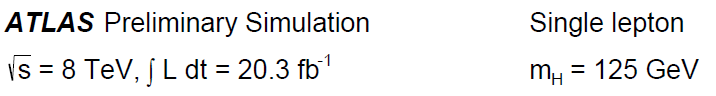 ATLAS Preliminary Simulation Single lepton
√s = 8 TeV, ∫ L dt = 20.3 fb⁻¹ m_H = 125 GeV